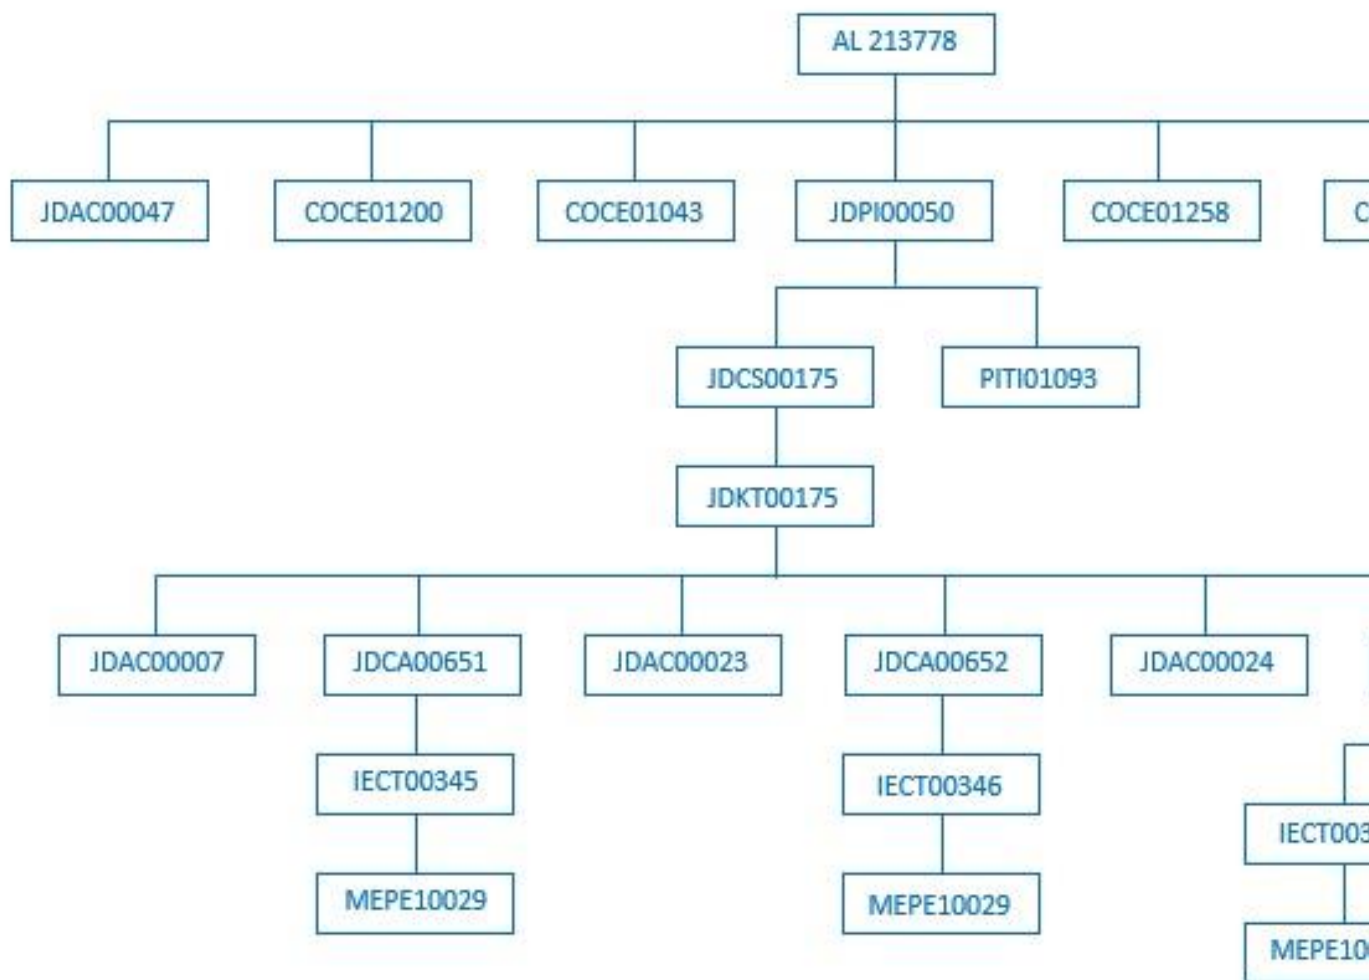 AL 213778
JDAC00047
COCE01200
COCE01043
JDPI00050
COCE01258
JDCS00175
PITI01093
JDKT00175
JDAC00007
JDCA00651
JDAC00023
JDCA00652
JDAC00024
IECT00345
IECT00346
MEPE10029
MEPE10029